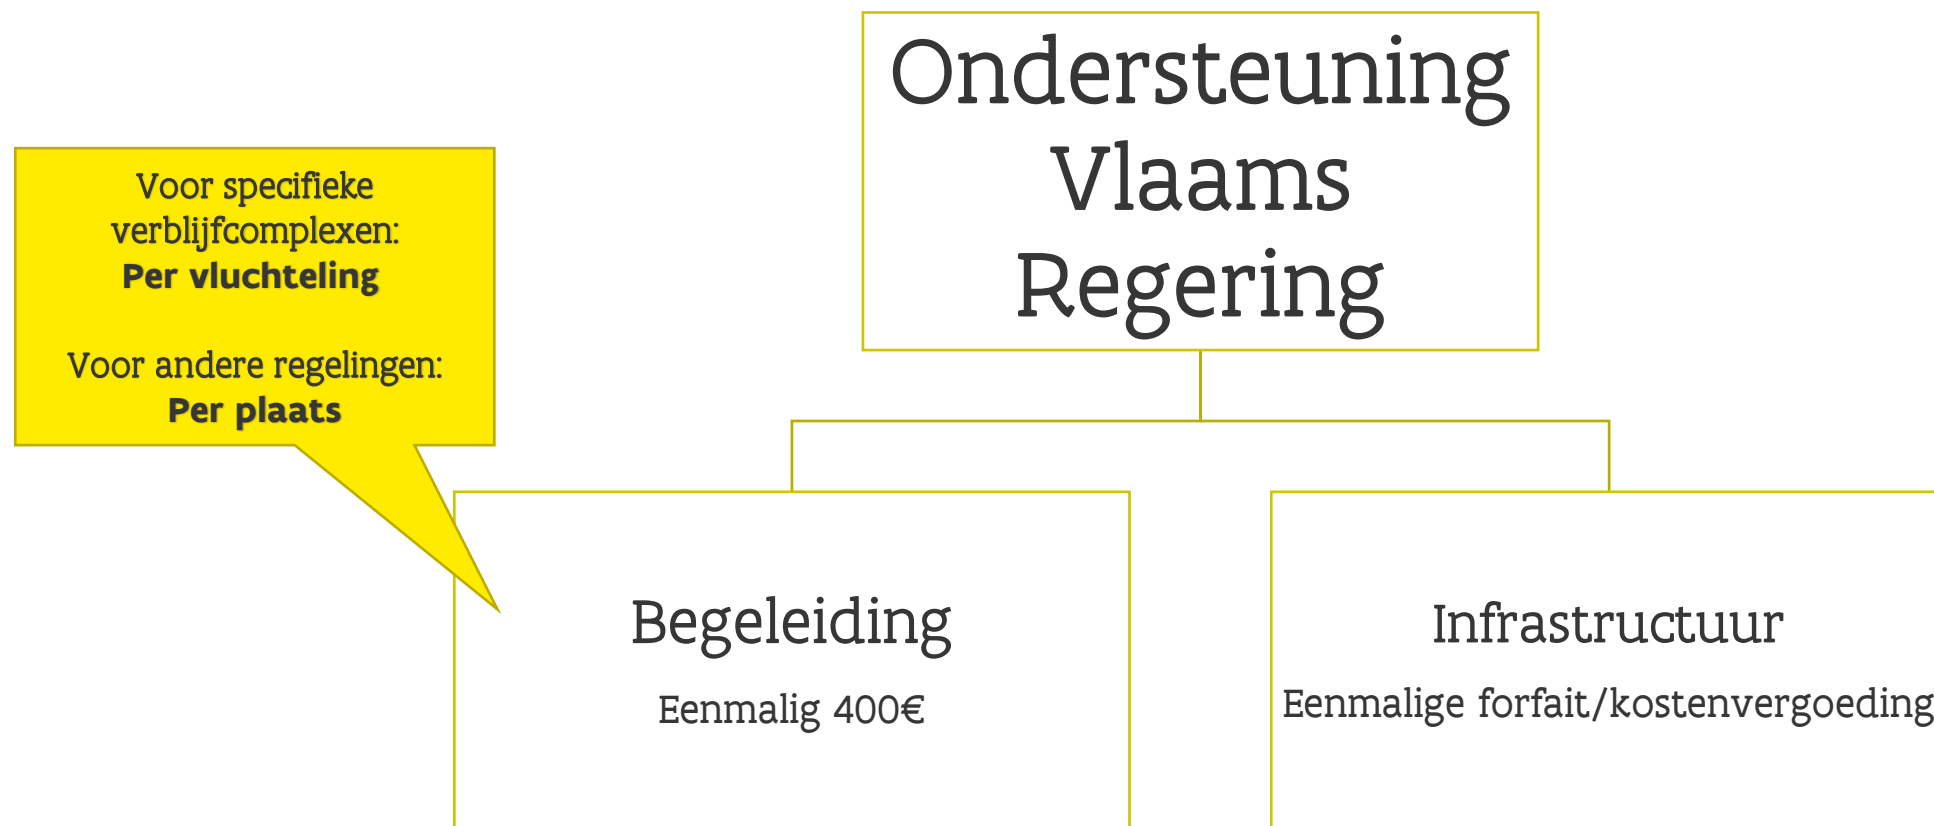 Ondersteuning
Vlaams
Regering
Voor specifieke
verblijfcomplexen:
Per vluchteling
Voor andere regelingen:
Per plaats
Begeleiding
Eenmalig 400€
Infrastructuur
Eenmalige forfait/kostenvergoeding